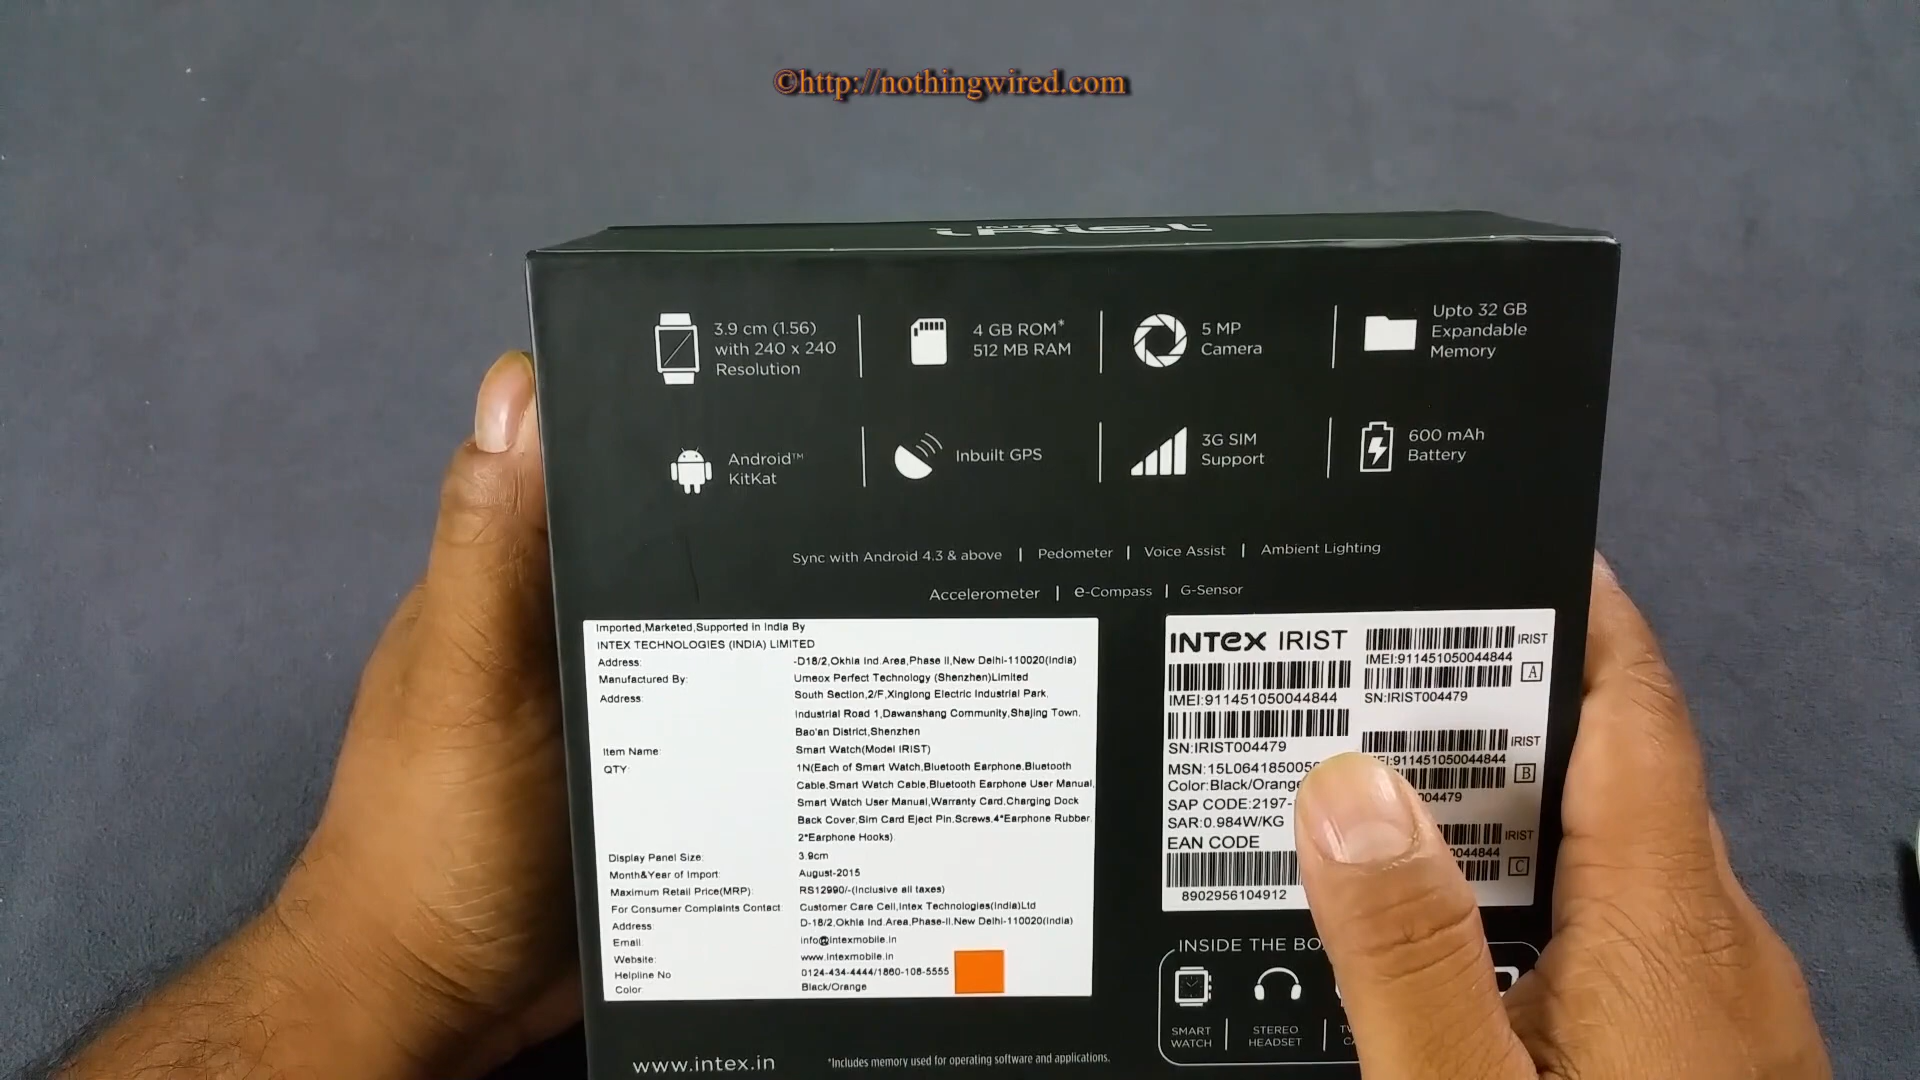 ©http://nothingwired.com
INTEX
iRist
3.9 cm (1.56)
with 240 x 240
Resolution
4 GB ROM*
512 MB RAM
5 MP
Camera
Upto 32 GB
Expandable
Memory
Android™
KitKat
Inbuilt GPS
3G SIM
Support
600 mAh
Battery
Sync with Android 4.3 & above | Pedometer | Voice Assist | Ambient Lighting
Accelerometer | e-Compass | G-Sensor
Imported,Marketed,Supported in India By
INTEX TECHNOLOGIES (INDIA) LIMITED
Address: -D18/2,Okhla Ind.Area,Phase II,New Delhi-110020(India)
Manufactured By: Umeox Perfect Technology (Shenzhen)Limited
Address: South Section,2/F,Xinglong Electric Industrial Park,
Industrial Road 1,Dawanshang Community,Shajing Town,
Bao'an District,Shenzhen
Item Name: Smart Watch(Model IRIST)
QTY: 1N(Each of Smart Watch,Bluetooth Earphone,Bluetooth
Cable,Smart Watch Cable,Bluetooth Earphone User Manual,
Smart Watch User Manual,Warranty Card,Charging Dock
Back Cover,Sim Card Eject Pin,Screws,4*Earphone Rubber,
2*Earphone Hooks)
Display Panel Size: 3.9cm
Month&Year of Import: August-2015
Maximum Retail Price(MRP): RS12990/-(Inclusive all taxes)
For Consumer Complaints Contact: Customer Care Cell,Intex Technologies(India)Ltd
Address: D-18/2,Okhla Ind.Area,Phase-II,New Delhi-110020(India)
Email: info@intexmobile.in
Website: www.intexmobile.in
Helpline No 0124-434-4444/1860-108-5555
Color: Black/Orange
INTEX IRIST
IMEI:911451050044844
SN:IRIST004479
MSN:15L0641850050
Color:Black/Orange
SAP CODE:2197-
SAR:0.984W/KG
EAN CODE
8902956104912
IRIST
IMEI:911451050044844
A
SN:IRIST004479
IRIST
EI:911451050044844
B
004479
IRIST
0044844
C
INSIDE THE BO
SMART
WATCH
STEREO
HEADSET
www.intex.in
*Includes memory used for operating software and applications.